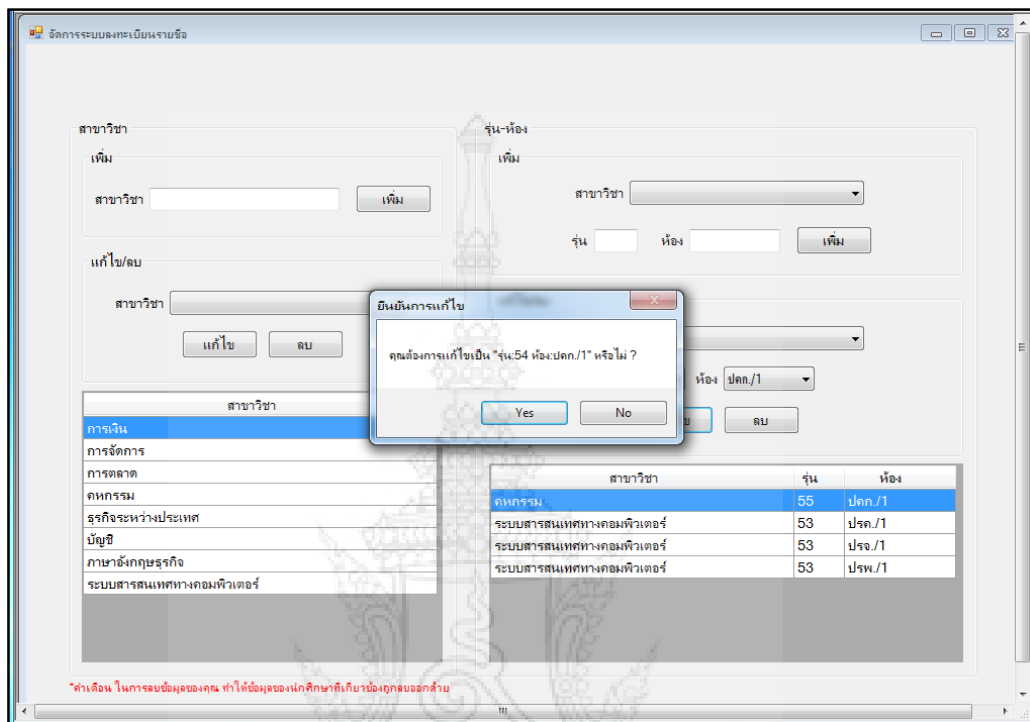 จัดการระบบลงทะเบียนรายชื่อ
สาขาวิชา
เพิ่ม
สาขาวิชา
เพิ่ม
แก้ไข/ลบ
สาขาวิชา
แก้ไข
ลบ
สาขาวิชา
การเงิน
การจัดการ
การตลาด
คหกรรม
ธุรกิจระหว่างประเทศ
บัญชี
ภาษาอังกฤษธุรกิจ
ระบบสารสนเทศทางคอมพิวเตอร์
รุ่น-ห้อง
เพิ่ม
สาขาวิชา
รุ่น
ห้อง
เพิ่ม
ยืนยันการแก้ไข
คุณต้องการแก้ไขเป็น "รุ่น:54 ห้อง:ปคก./1" หรือไม่ ?
Yes
No
ห้อง ปคก./1
ลบ
สาขาวิชา รุ่น ห้อง
คหกรรม 55 ปคก./1
ระบบสารสนเทศทางคอมพิวเตอร์ 53 ปรค./1
ระบบสารสนเทศทางคอมพิวเตอร์ 53 ปรจ./1
ระบบสารสนเทศทางคอมพิวเตอร์ 53 ปรพ./1
*คำเตือน ในการลบข้อมูลของคุณ ทำให้ข้อมูลของนักศึกษาที่เกี่ยวข้องถูกลบออกด้วย